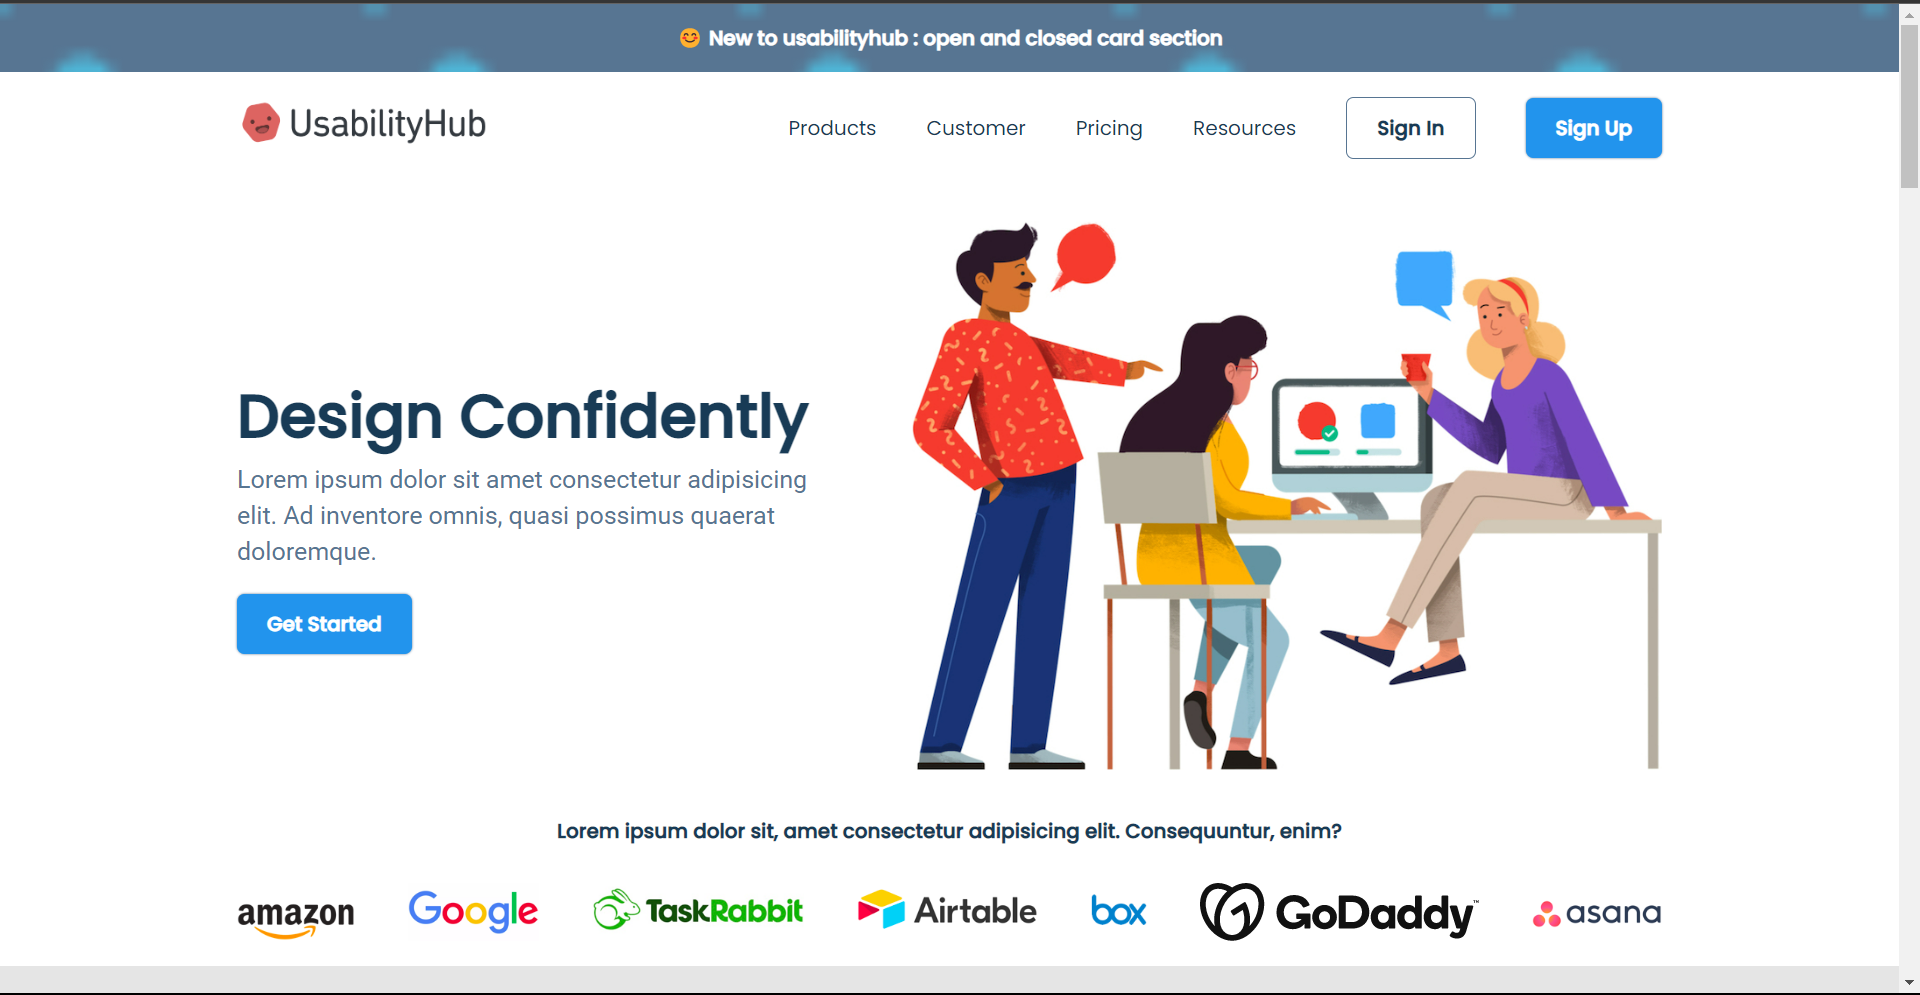 😊 New to usabilityhub : open and closed card section
UsabilityHub
Products Customer Pricing Resources Sign In Sign Up
Design Confidently
Lorem ipsum dolor sit amet consectetur adipisicing
elit. Ad inventore omnis, quasi possimus quaerat
doloremque.
Get Started
Lorem ipsum dolor sit, amet consectetur adipisicing elit. Consequuntur, enim?
amazon Google TaskRabbit Airtable box GoDaddy™ asana